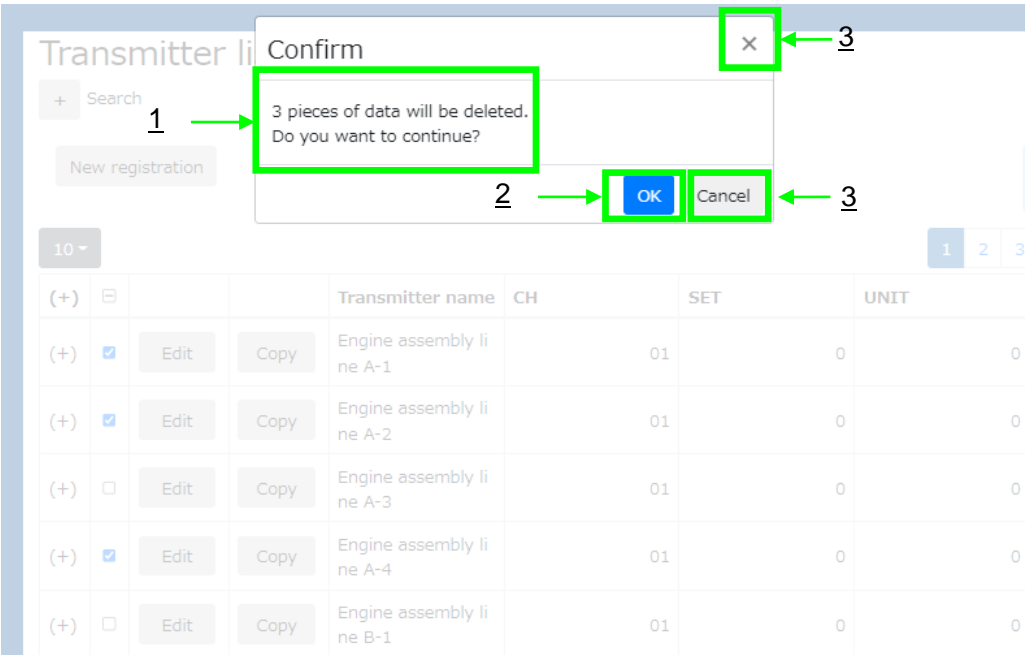 Transmitter li
Confirm
×
3
+ Search
1
3 pieces of data will be deleted.
Do you want to continue?
New registration
2
OK
Cancel
3
10
1 2 3
(+) Transmitter name CH SET UNIT
(+) Edit Copy Engine assembly li 01 0 0
ne A-1
(+) Edit Copy Engine assembly li 01 0 0
ne A-2
(+) Edit Copy Engine assembly li 01 0 0
ne A-3
(+) Edit Copy Engine assembly li 01 0 0
ne A-4
(+) Edit Copy Engine assembly li 01 0 0
ne B-1